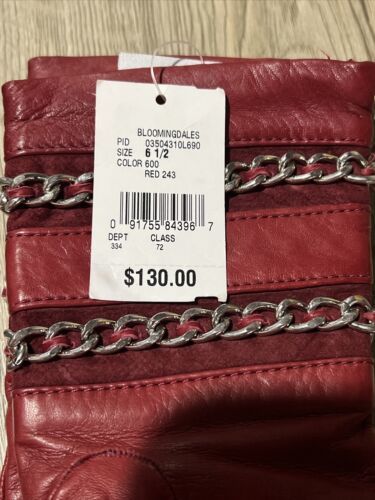 BLOOMINGDALES
PID 03504310L690
SIZE 6 1/2
COLOR 600
RED 243
0 91755 84396 7
DEPT CLASS
334 72
$130.00